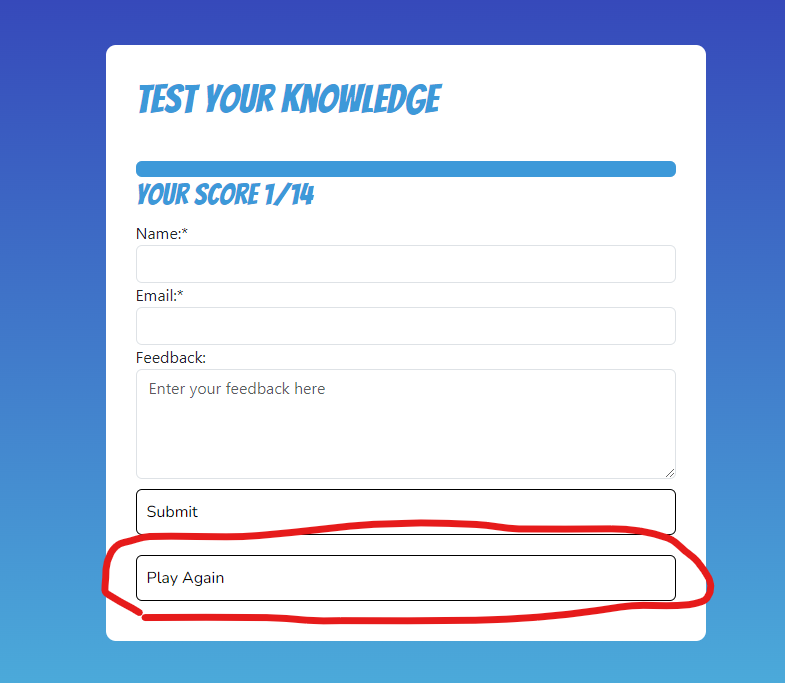 TEST YOUR KNOWLEDGE
YOUR SCORE 1/14
Name:*
Email:*
Feedback:
Enter your feedback here
Submit
Play Again